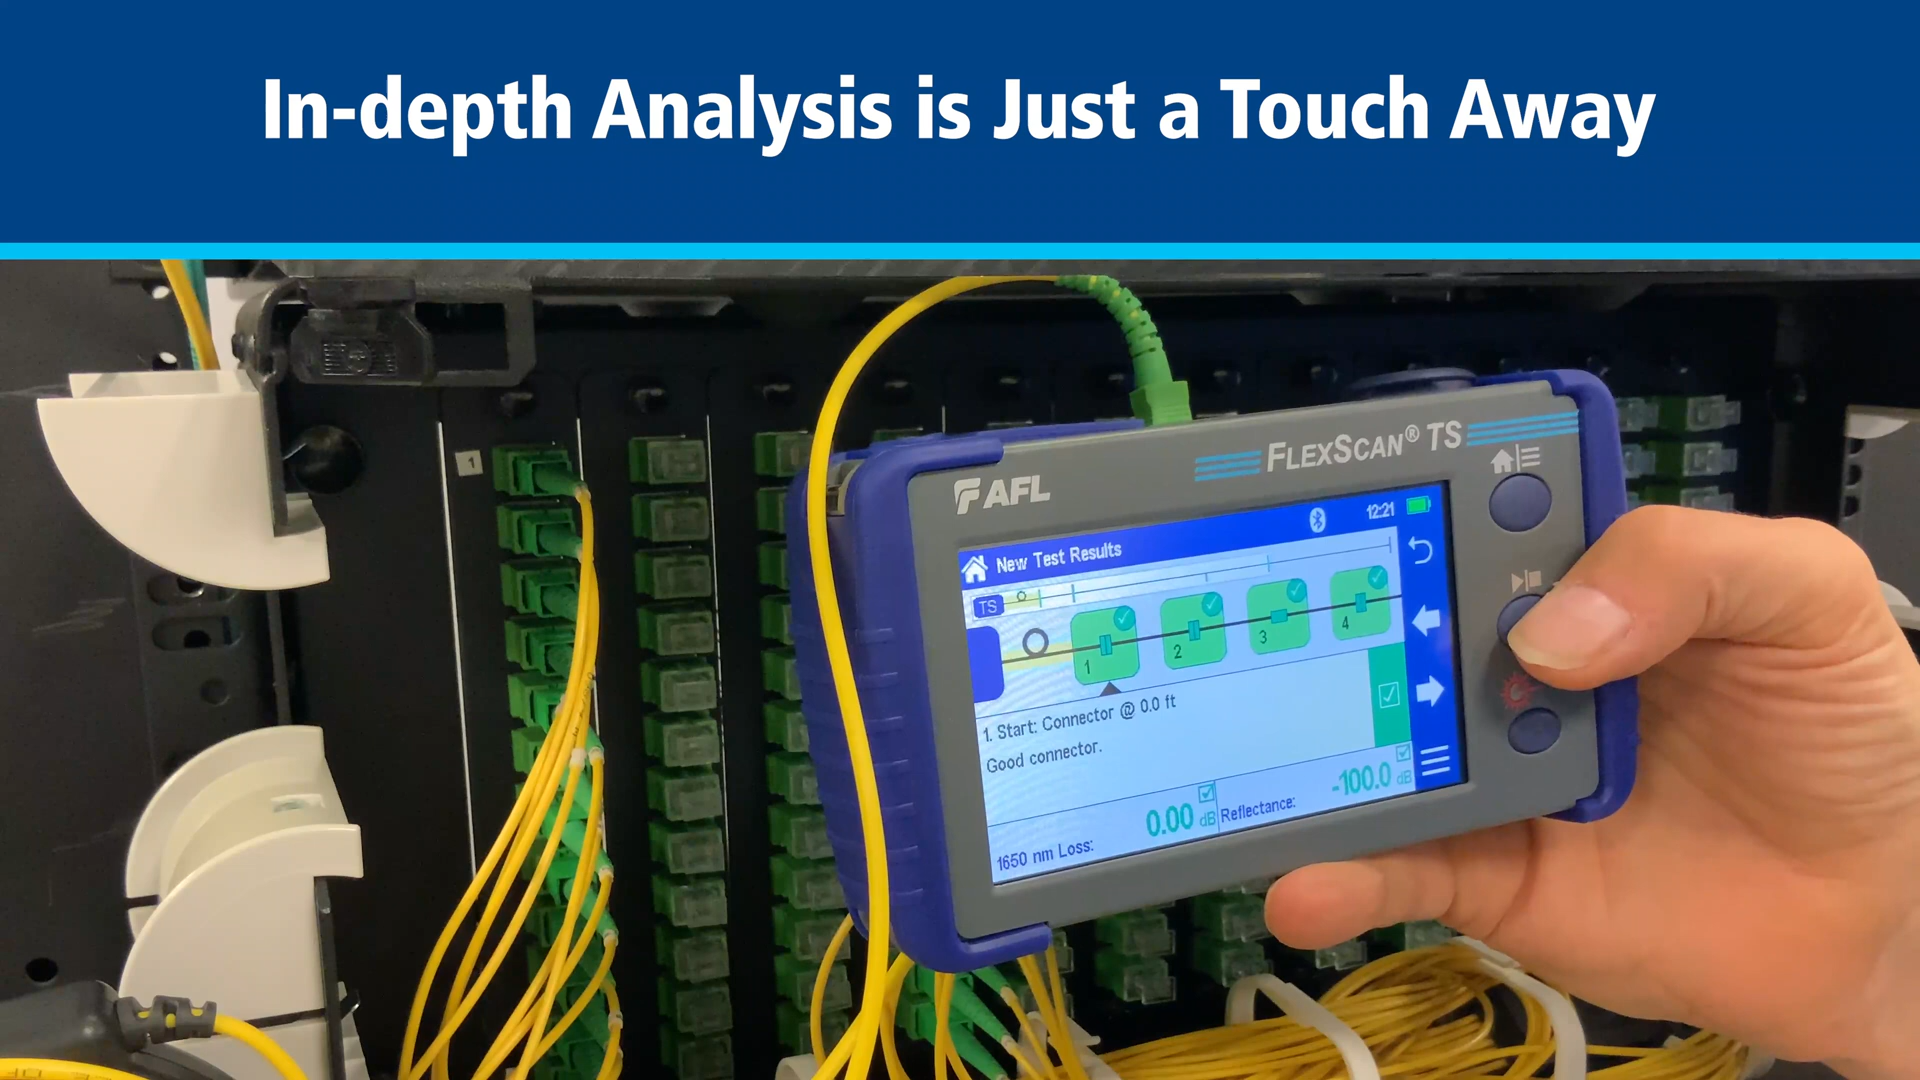 In-depth Analysis is Just a Touch Away
AFL
FLEXSCAN® TS
12:21
New Test Results
TS
1
2
3
4
1. Start: Connector @ 0.0 ft
Good connector.
1650 nm Loss:
0.00 dB
Reflectance:
-100.0 dB
1